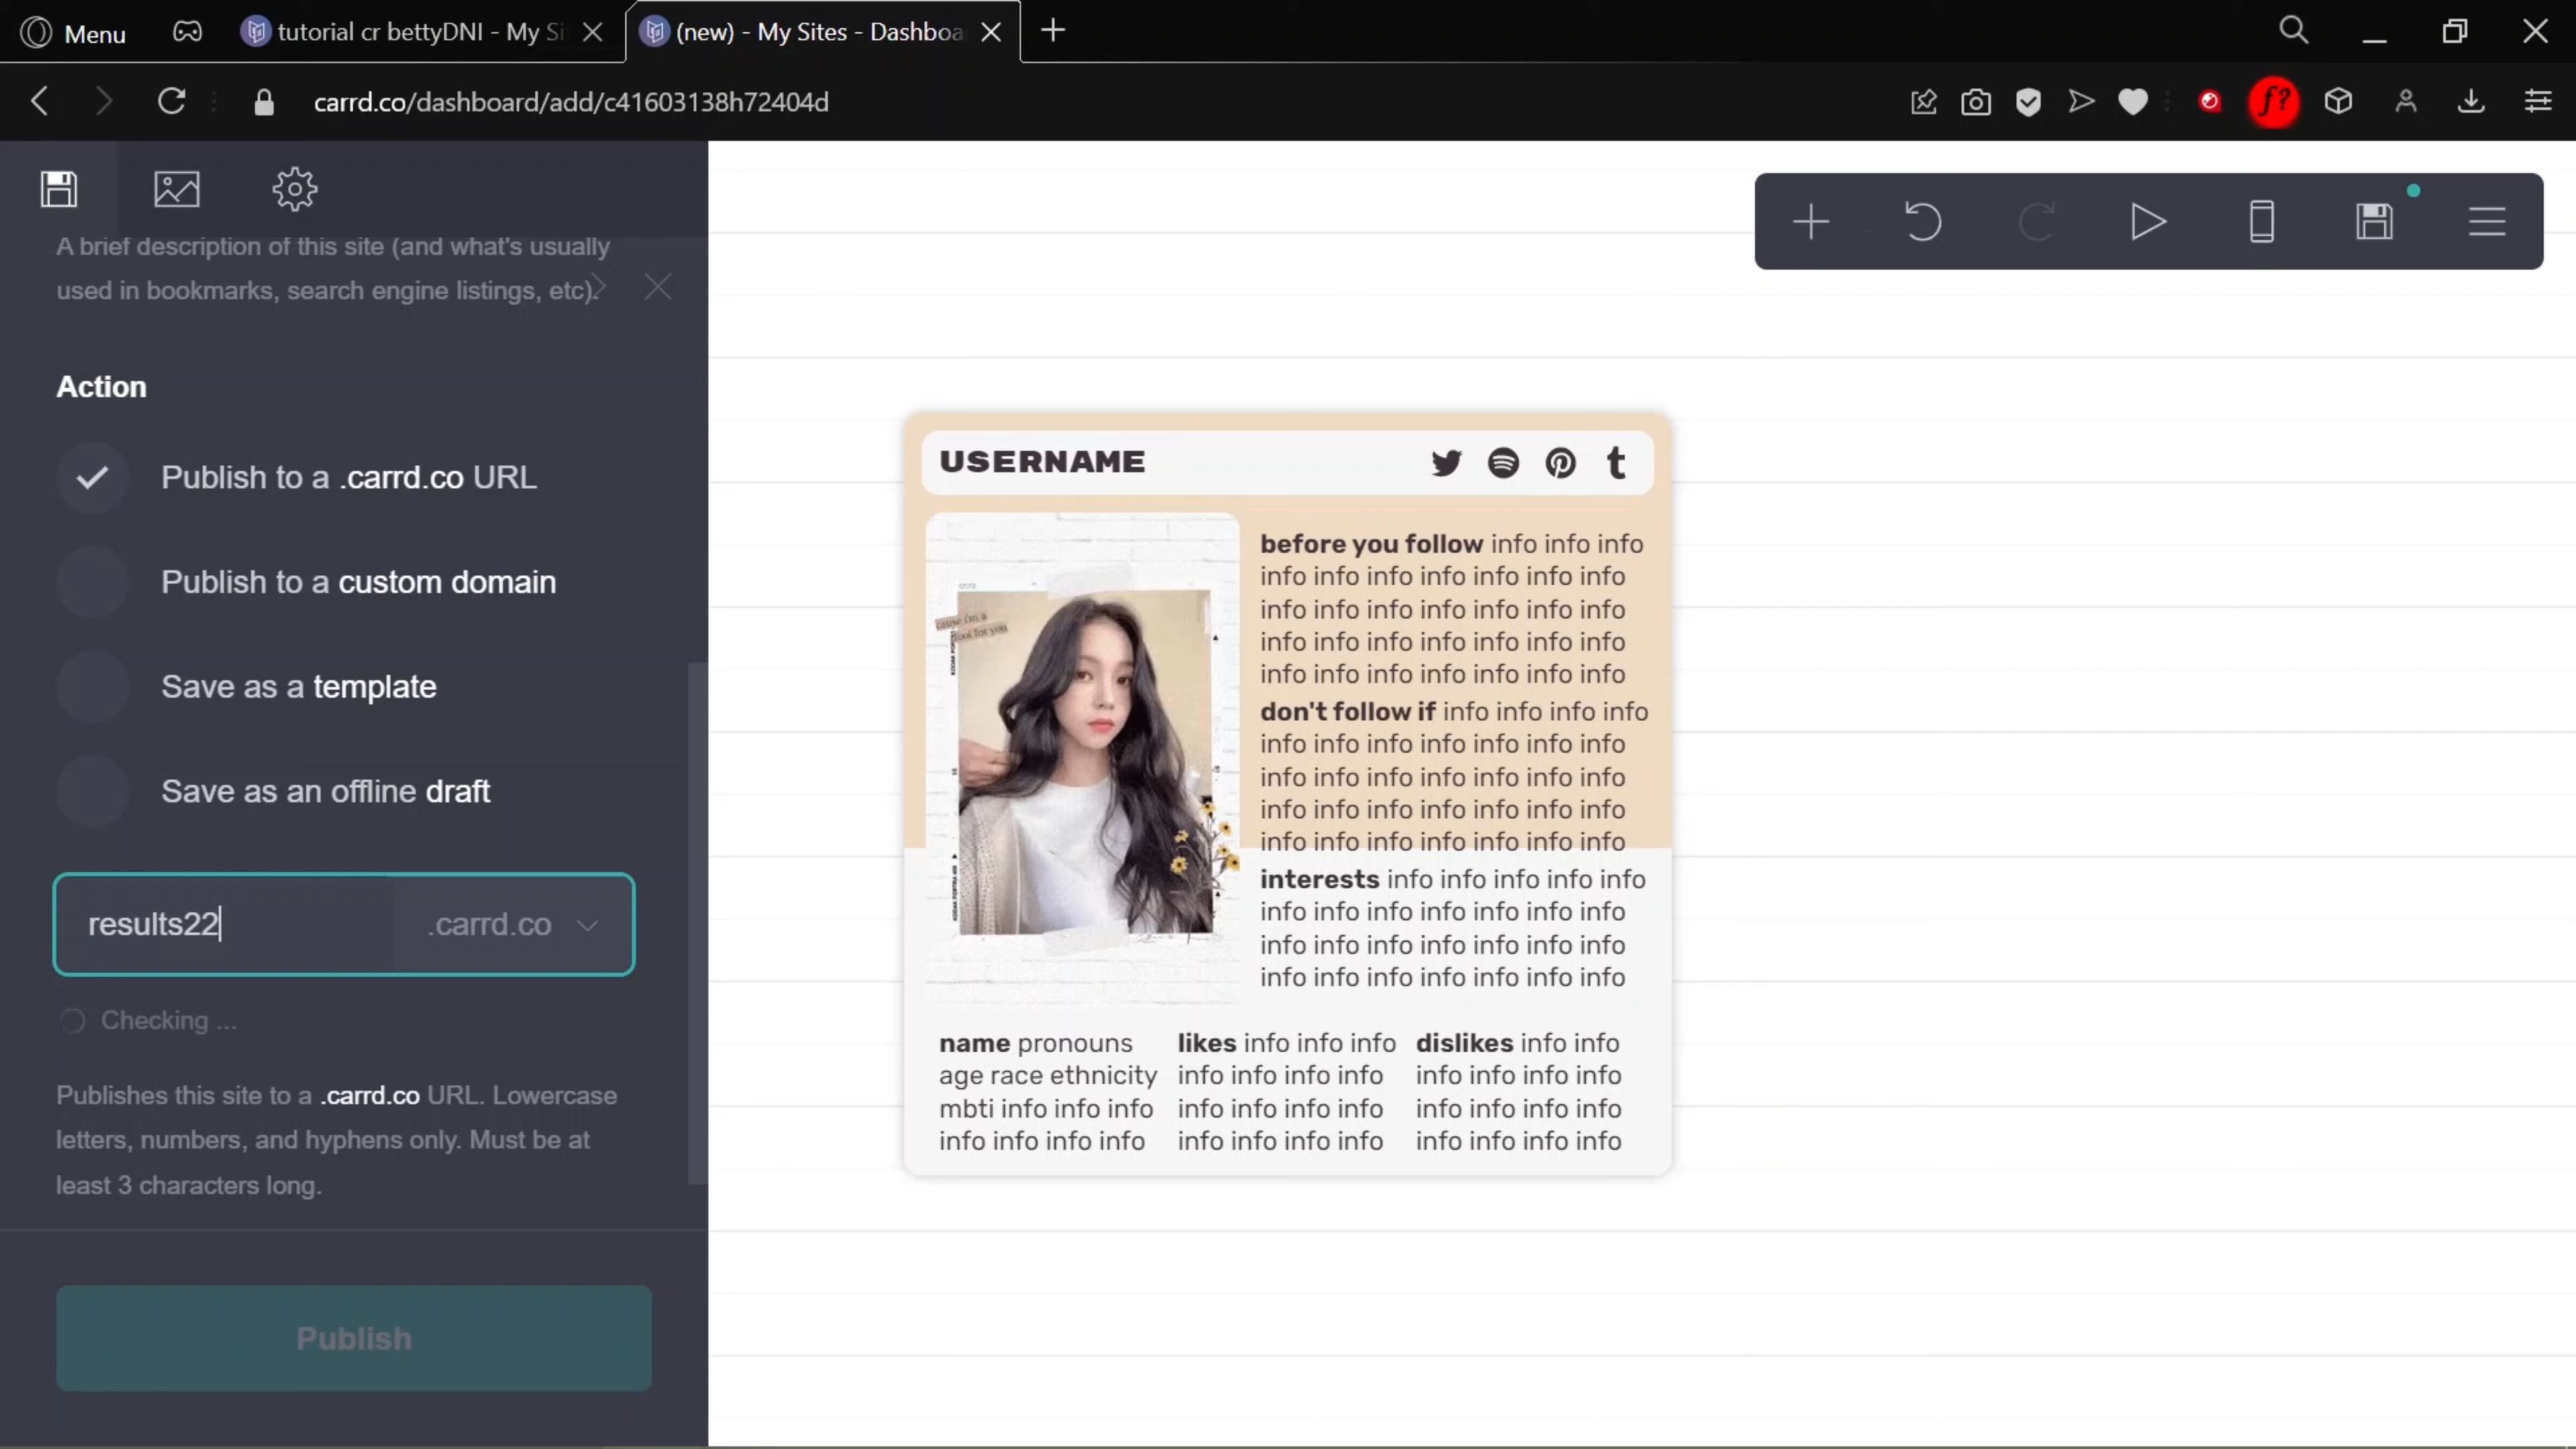 Menu
tutorial cr bettyDNI - My Si
(new) - My Sites - Dashboa
carrd.co/dashboard/add/c41603138h72404d
f?
A brief description of this site (and what's usually
used in bookmarks, search engine listings, etc).
Action
Publish to a .carrd.co URL
Publish to a custom domain
Save as a template
Save as an offline draft
results22
.carrd.co
Checking ...
Publishes this site to a .carrd.co URL. Lowercase
letters, numbers, and hyphens only. Must be at
least 3 characters long.
Publish
USERNAME
cause i'm a
fool for you
before you follow info info info
info info info info info info info
info info info info info info info
info info info info info info info
info info info info info info info
don't follow if info info info info
info info info info info info info
info info info info info info info
info info info info info info info
info info info info info info info
interests info info info info info
info info info info info info info
info info info info info info info
info info info info info info info
name pronouns
age race ethnicity
mbti info info info
info info info info
likes info info info
info info info info
info info info info
info info info info
dislikes info info
info info info info
info info info info
info info info info